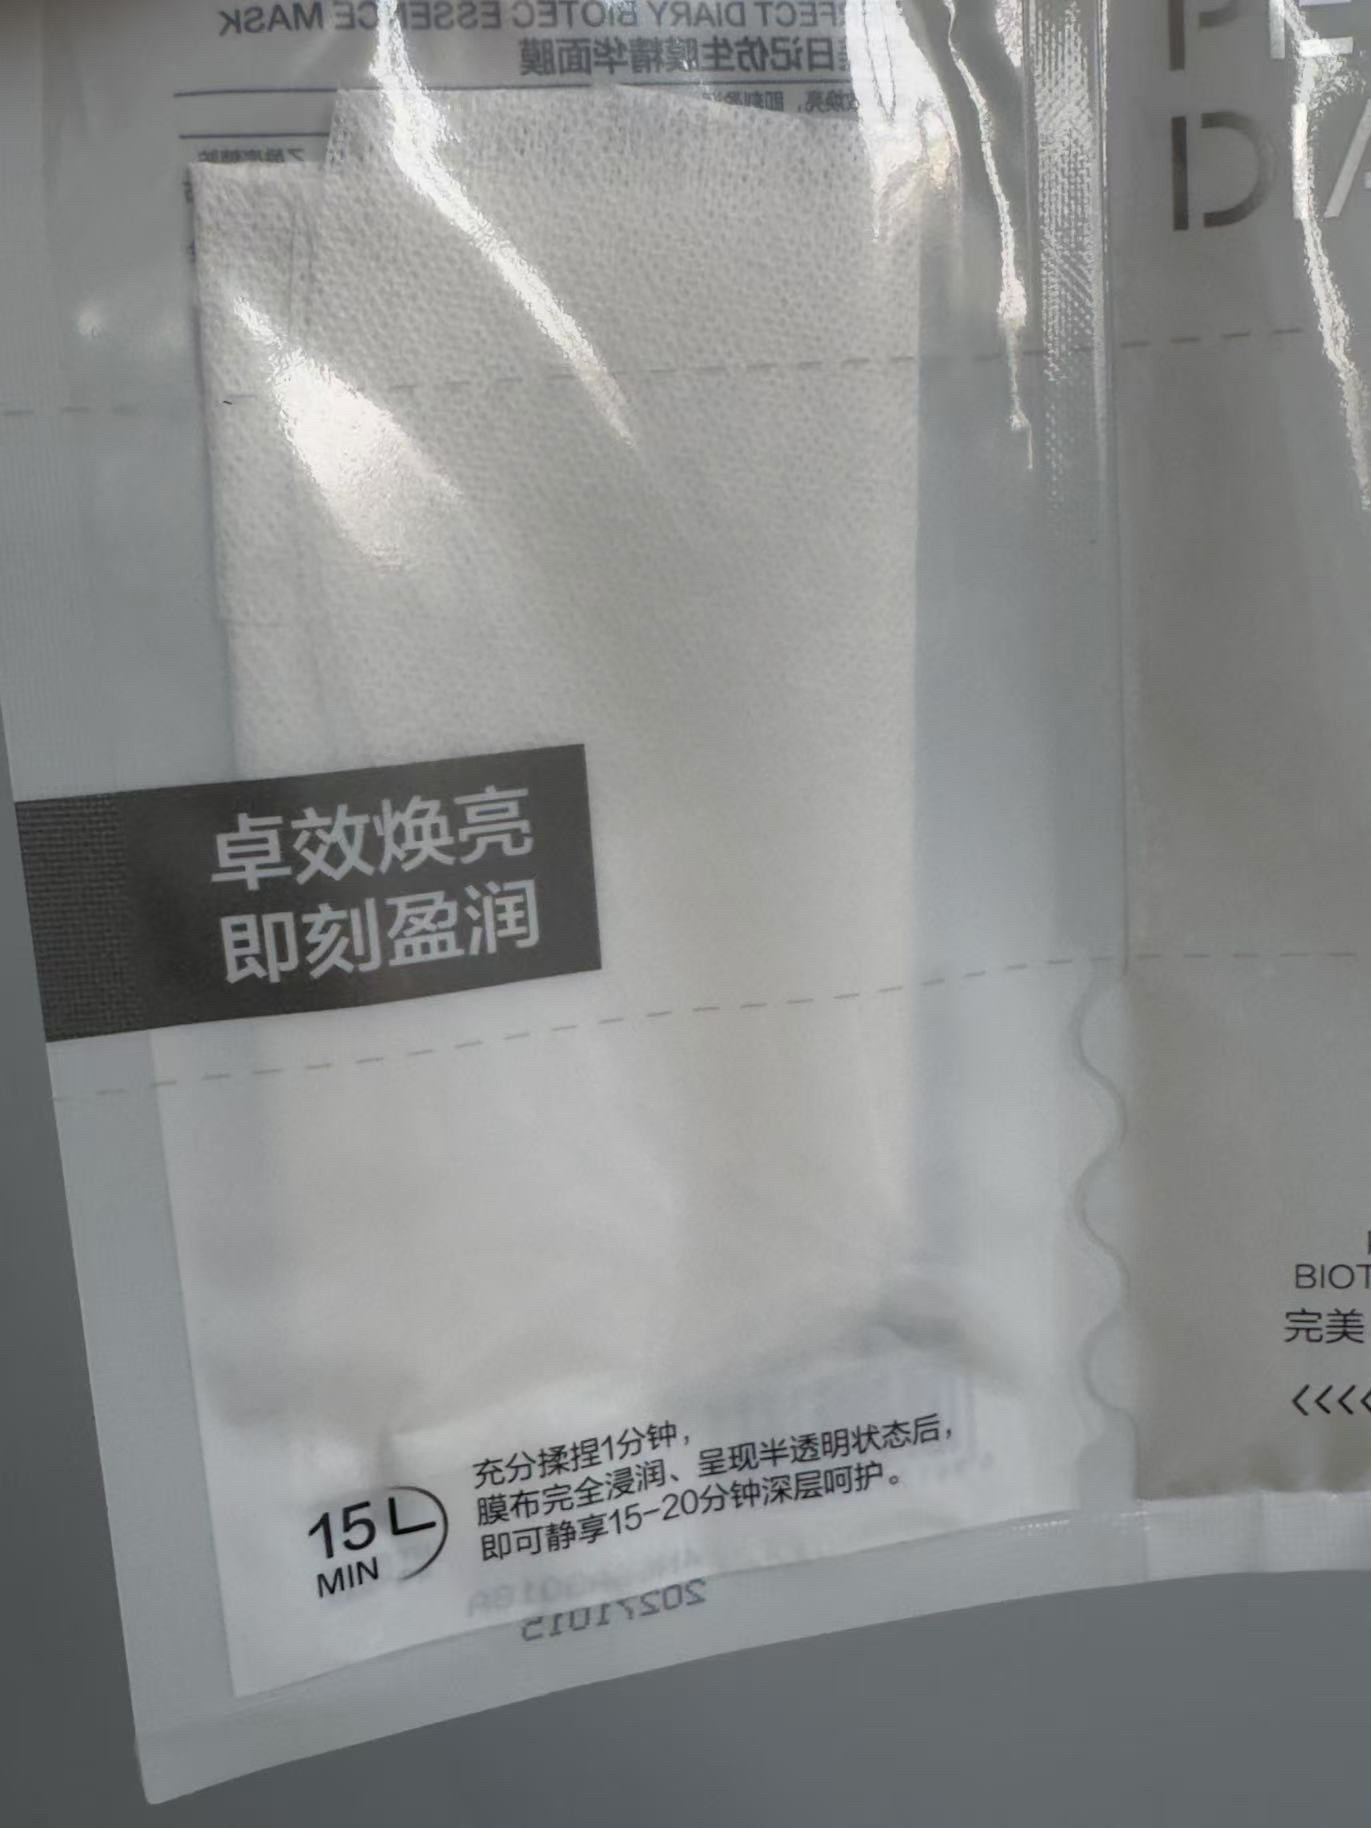 PERFECT DIARY BIOTEC ESSENCE MASK
日记仿生膜精华面膜
卓效焕亮
即刻盈润
15
MIN
充分揉捏1分钟，
膜布完全浸润、呈现半透明状态后，
即可静享15-20分钟深层呵护。
20271015
PE
DIA
BIOT
完美